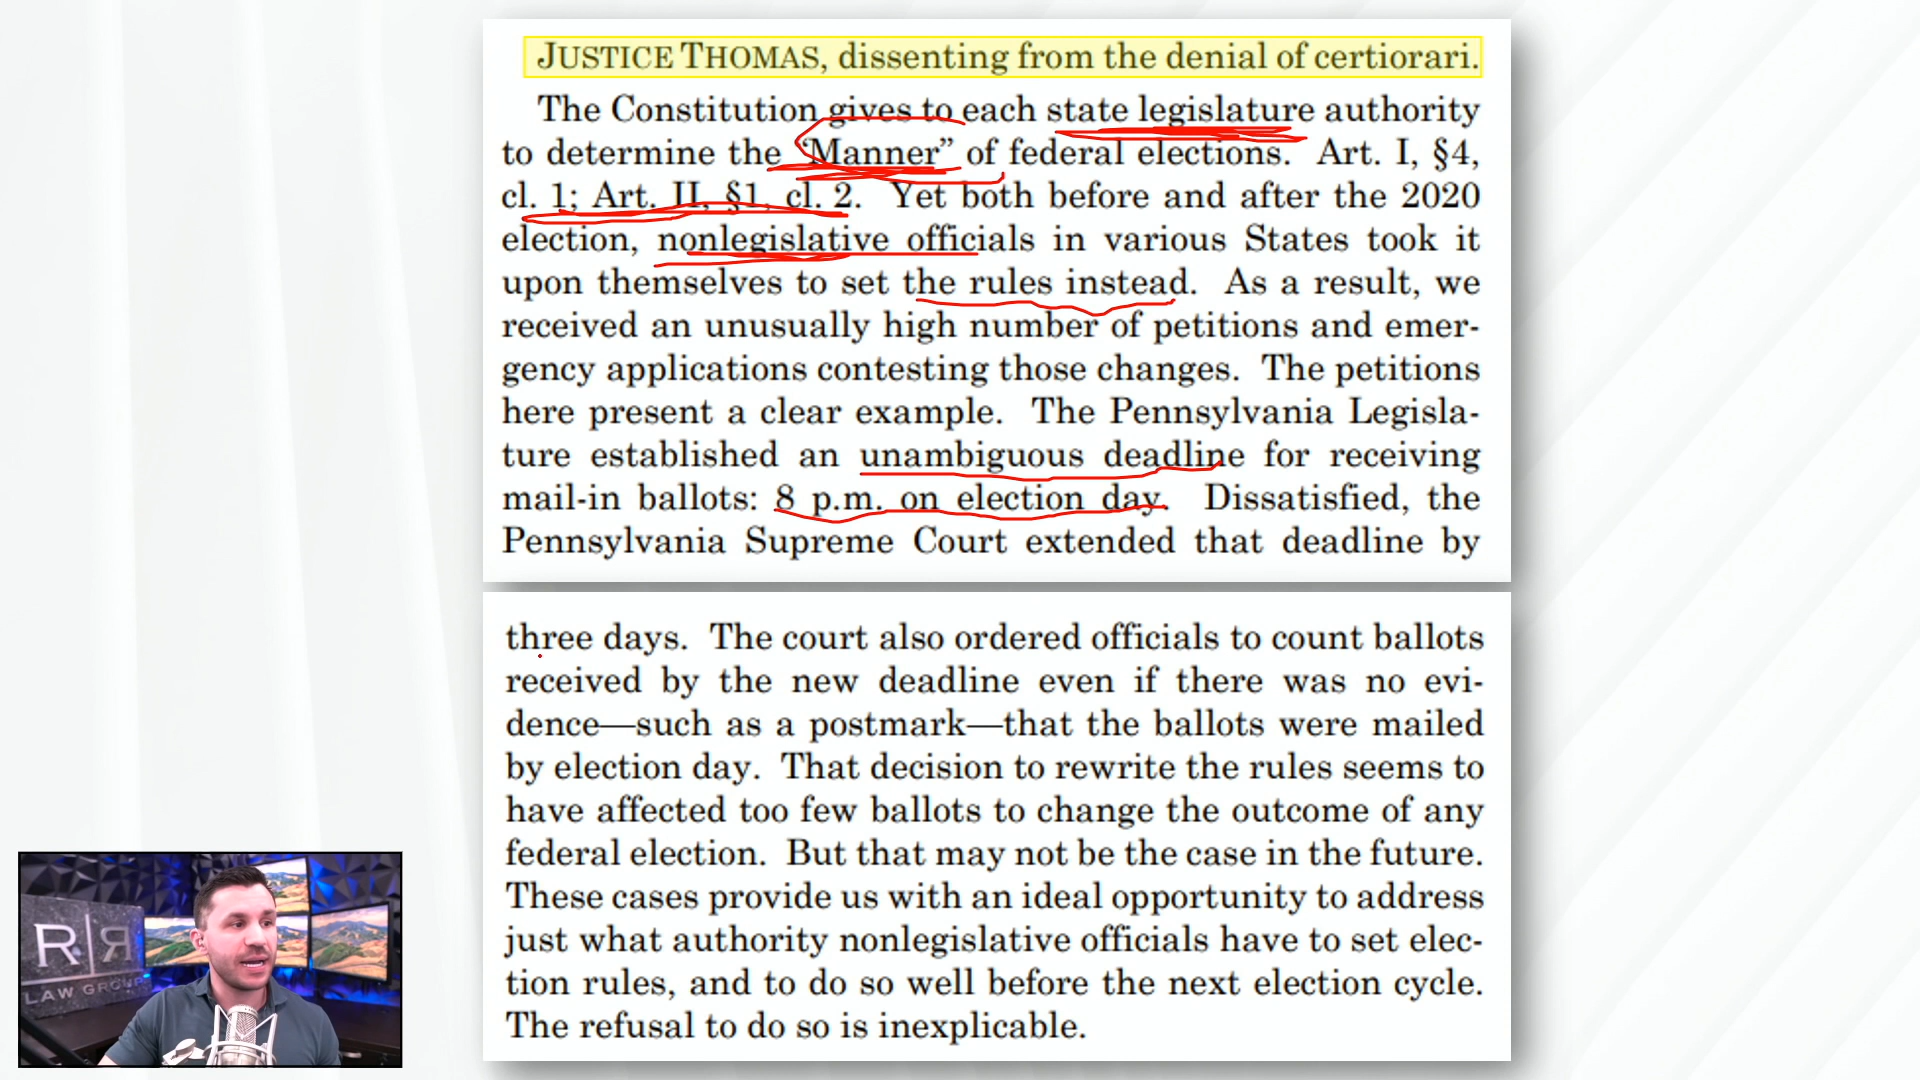 JUSTICE THOMAS, dissenting from the denial of certiorari.
The Constitution gives to each state legislature authority
to determine the “Manner” of federal elections. Art. I, §4,
cl. 1; Art. II, §1, cl. 2. Yet both before and after the 2020
election, nonlegislative officials in various States took it
upon themselves to set the rules instead. As a result, we
received an unusually high number of petitions and emer-
gency applications contesting those changes. The petitions
here present a clear example. The Pennsylvania Legisla-
ture established an unambiguous deadline for receiving
mail-in ballots: 8 p.m. on election day. Dissatisfied, the
Pennsylvania Supreme Court extended that deadline by
three days. The court also ordered officials to count ballots
received by the new deadline even if there was no evi-
dence—such as a postmark—that the ballots were mailed
by election day. That decision to rewrite the rules seems to
have affected too few ballots to change the outcome of any
federal election. But that may not be the case in the future.
These cases provide us with an ideal opportunity to address
just what authority nonlegislative officials have to set elec-
tion rules, and to do so well before the next election cycle.
The refusal to do so is inexplicable.
R|Я
LAW GROUP